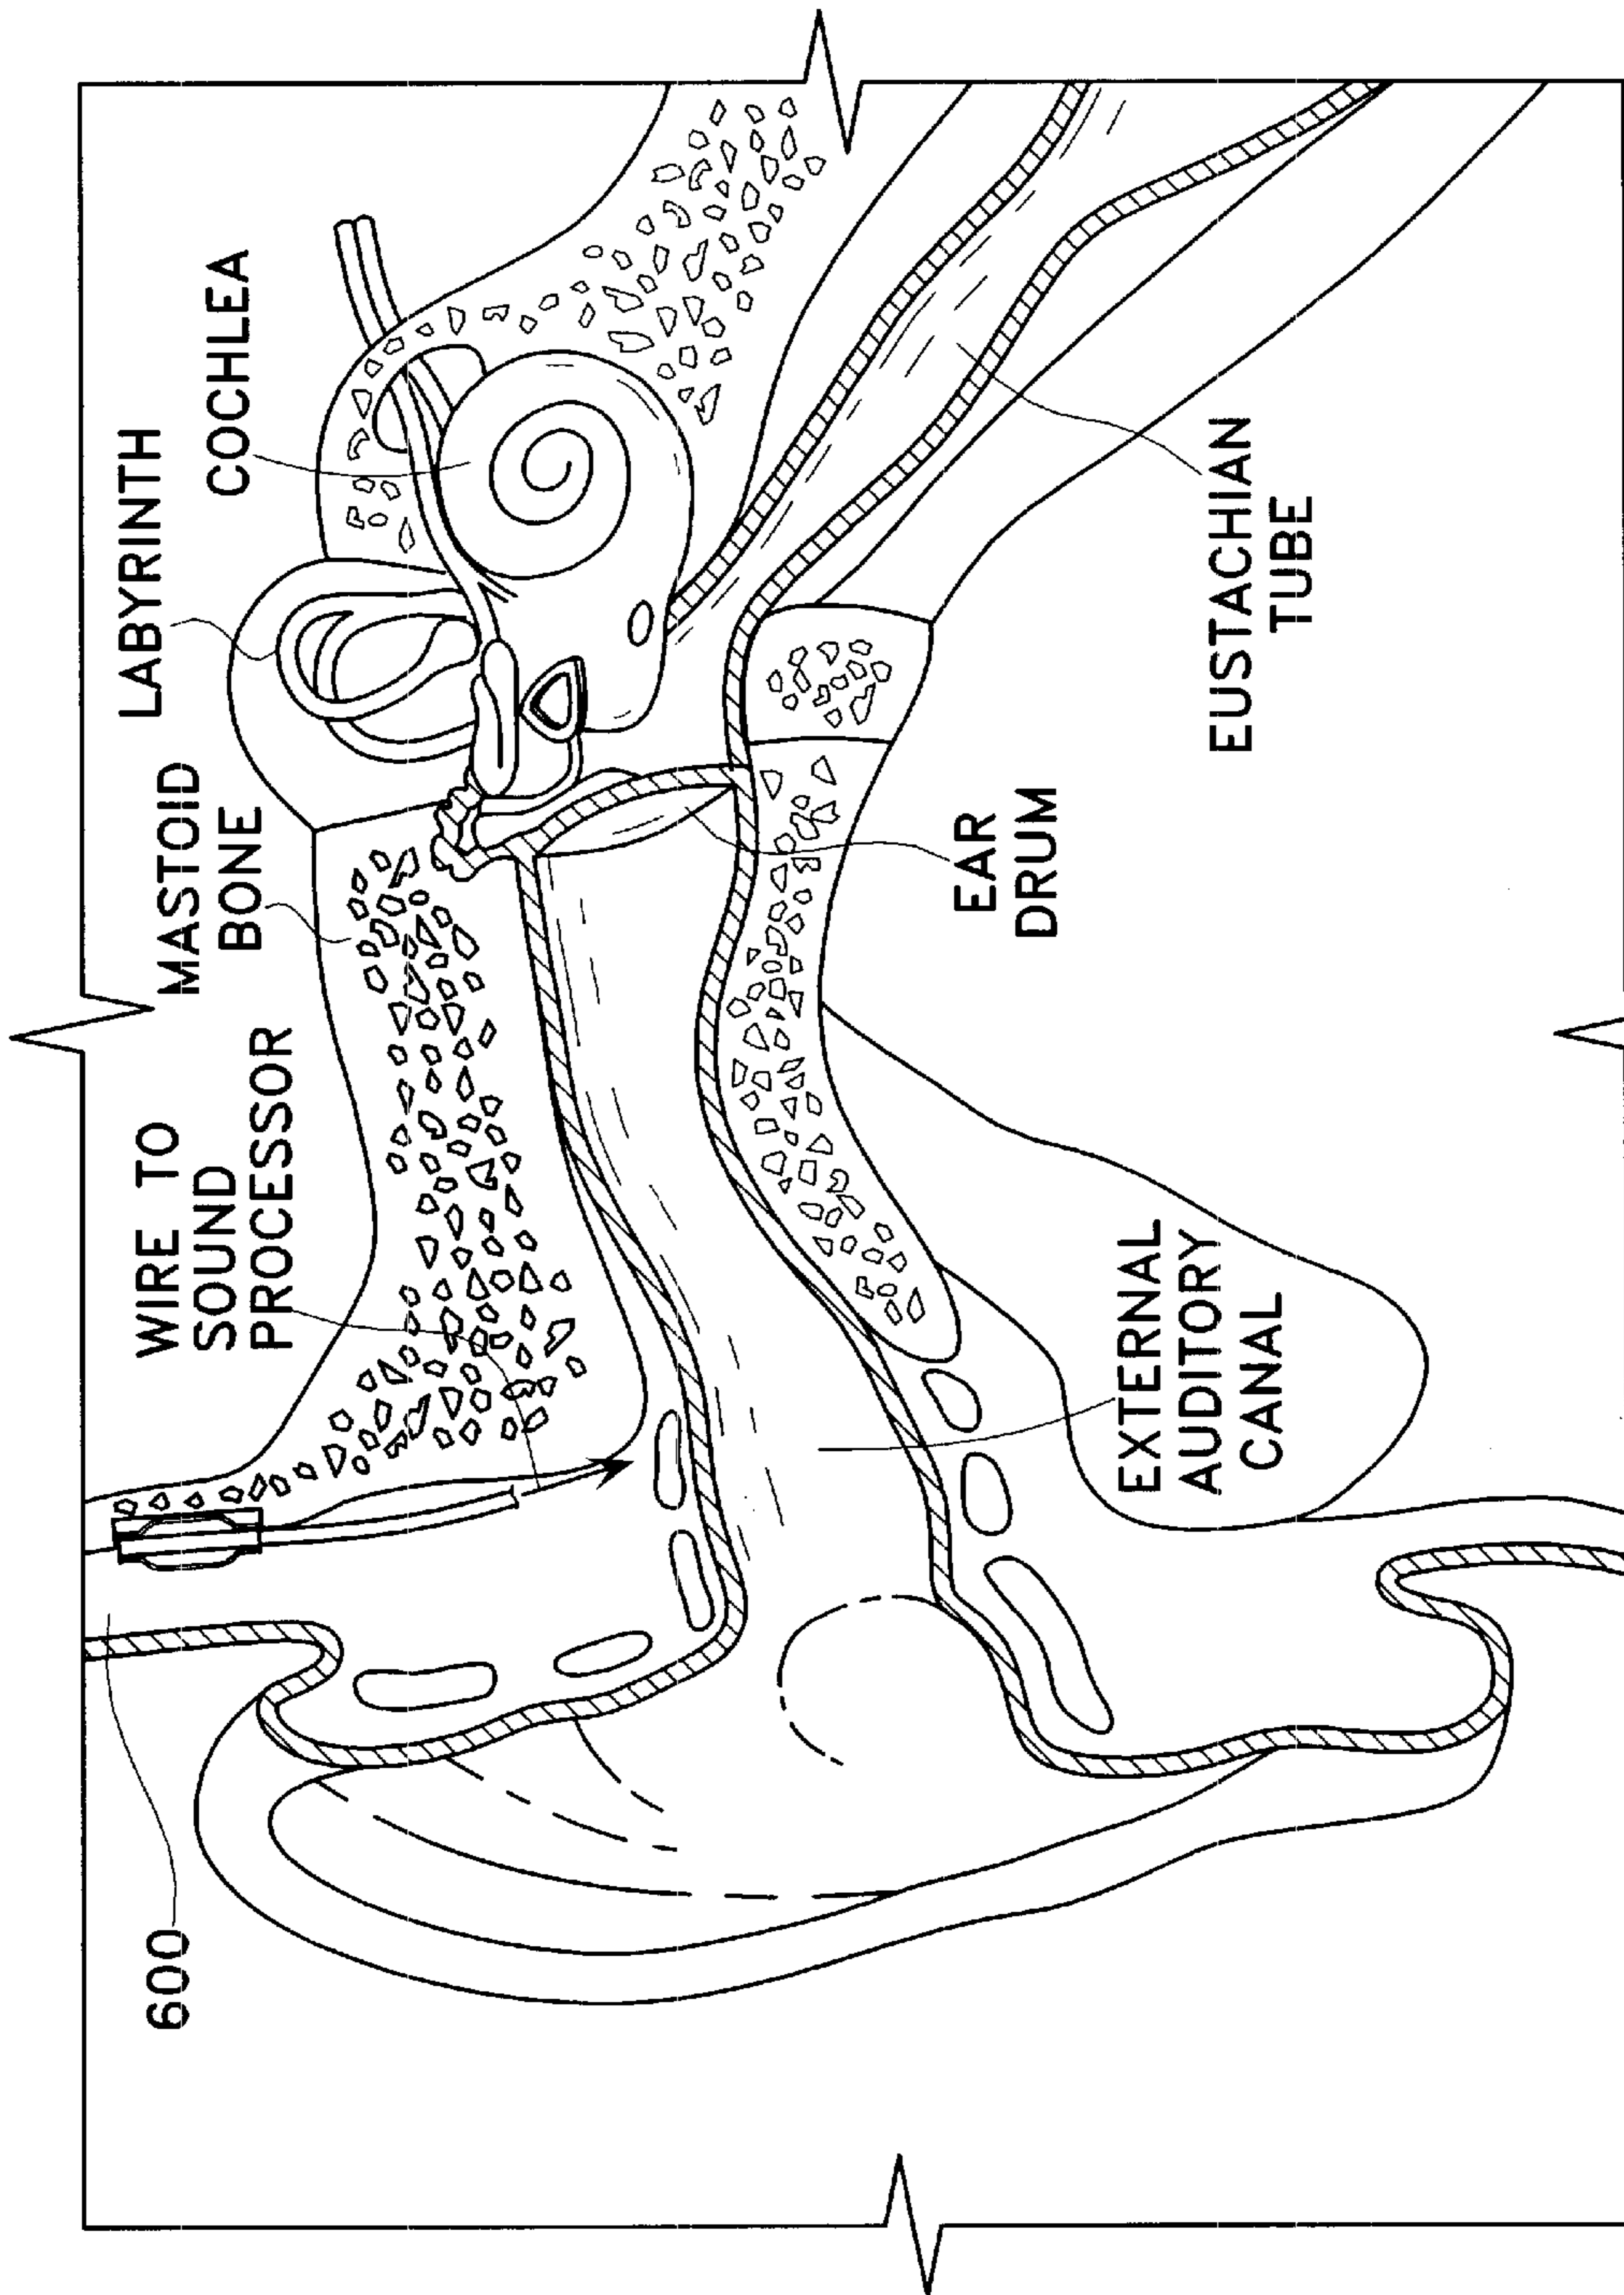 600
WIRE TO
SOUND
PROCESSOR
MASTOID
BONE
LABYRINTH
COCHLEA
EAR
DRUM
EXTERNAL
AUDITORY
CANAL
EUSTACHIAN
TUBE